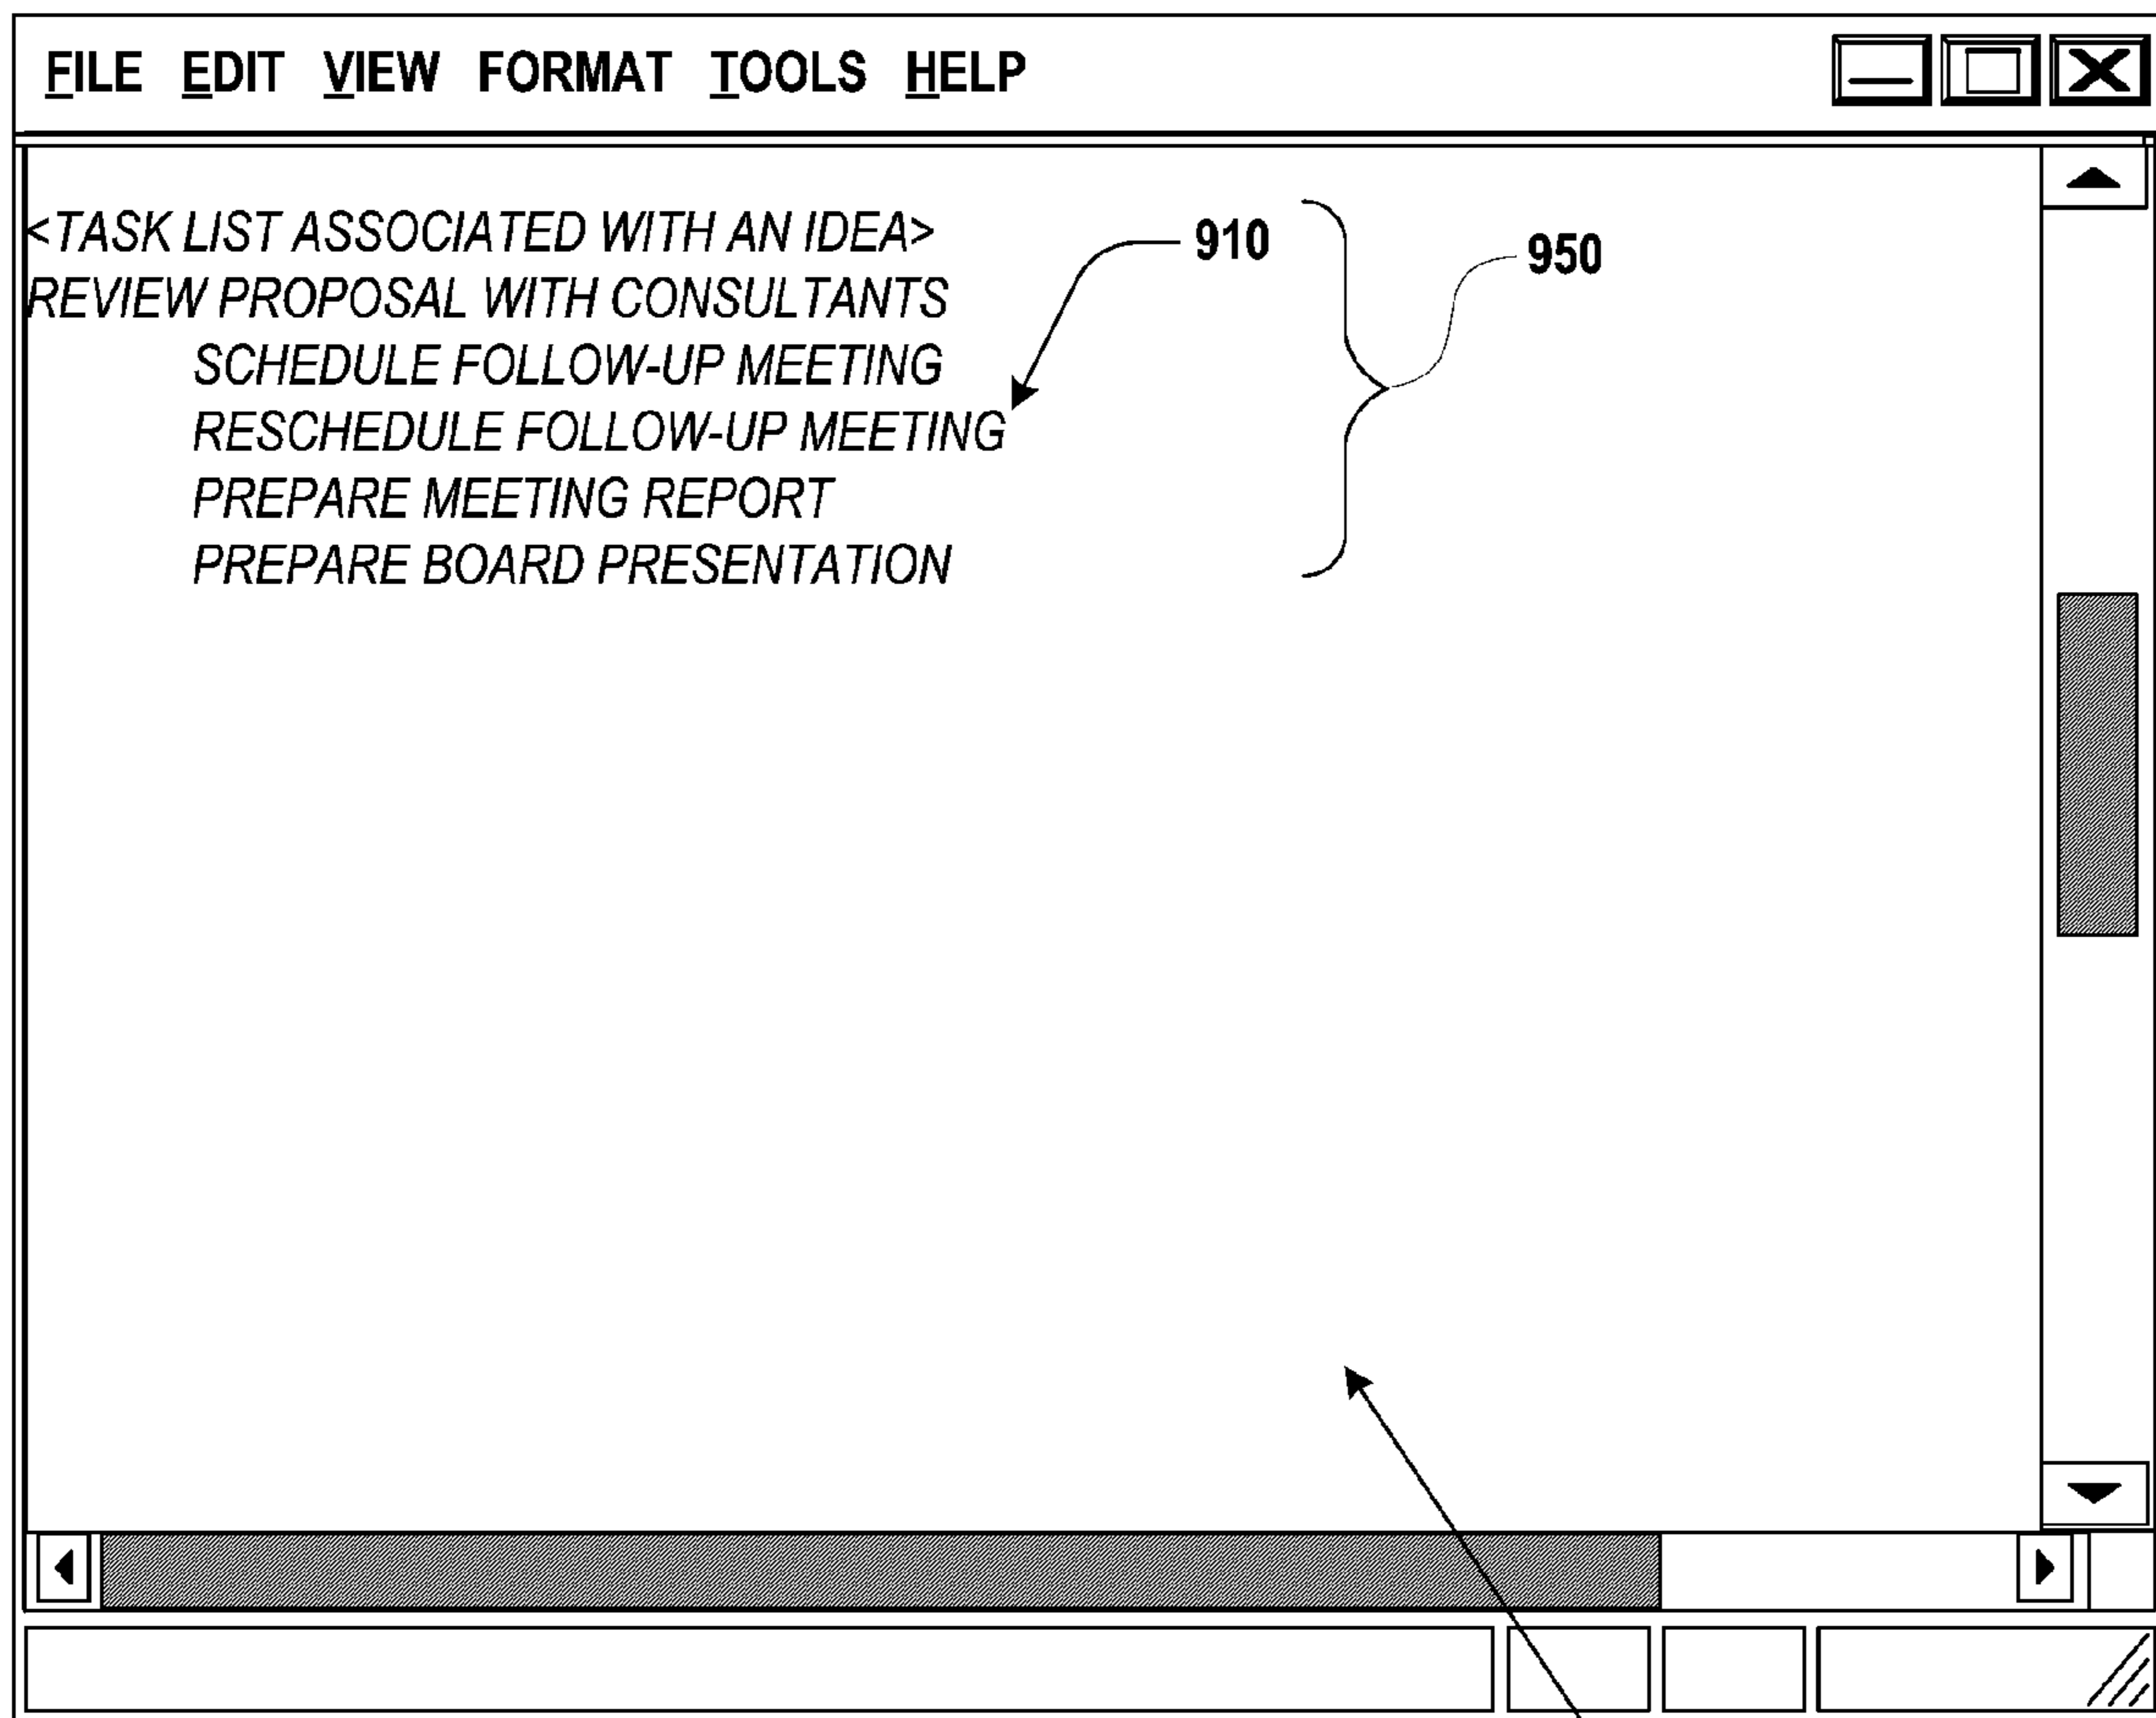 FILE EDIT VIEW FORMAT TOOLS HELP
<TASK LIST ASSOCIATED WITH AN IDEA>
REVIEW PROPOSAL WITH CONSULTANTS
SCHEDULE FOLLOW-UP MEETING
RESCHEDULE FOLLOW-UP MEETING
PREPARE MEETING REPORT
PREPARE BOARD PRESENTATION
910
950